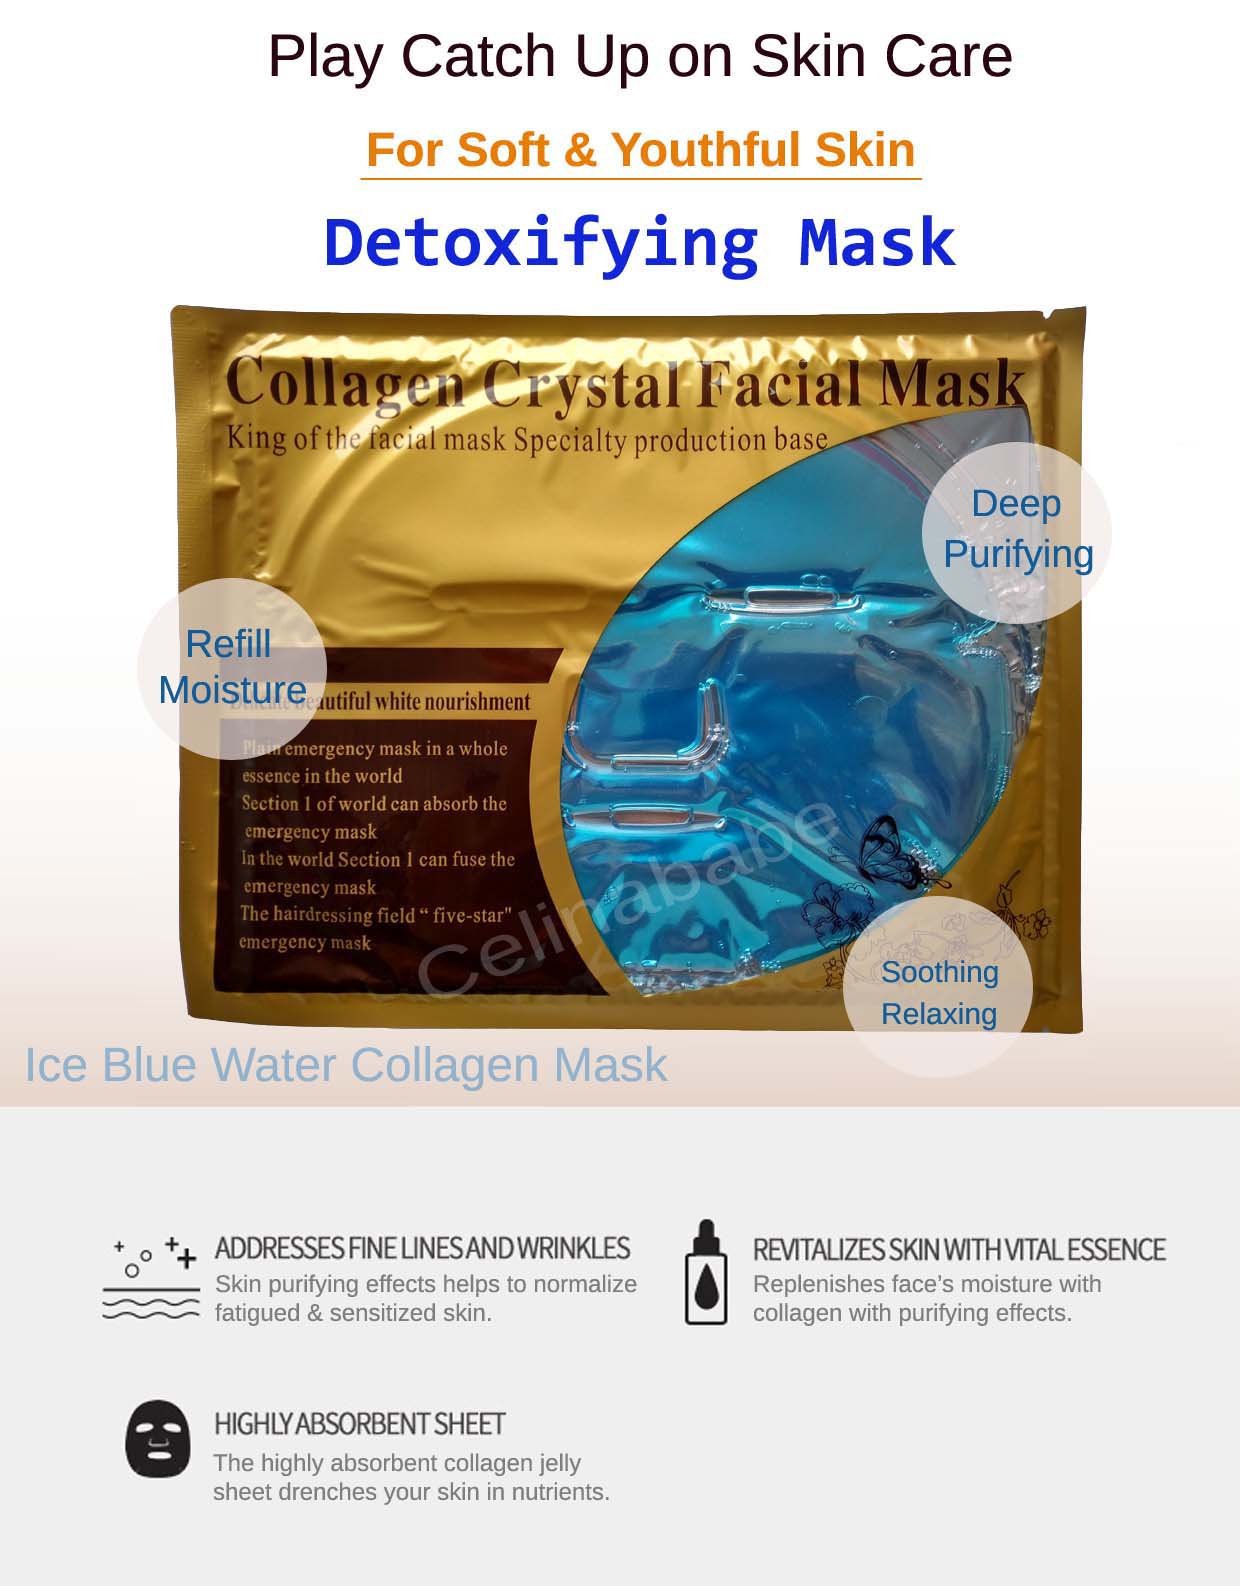 Play Catch Up on Skin Care
For Soft & Youthful Skin
Detoxifying Mask
Collagen Crystal Facial Mask
King of the facial mask Specialty production base
Deep
Purifying
Refill
Moisture
Delicate beautiful white nourishment
Plain emergency mask in a whole
essence in the world
Section 1 of world can absorb the
emergency mask
In the world Section 1 can fuse the
emergency mask
The hairdressing field “ five-star"
emergency mask
Celinababe
Soothing
Relaxing
Ice Blue Water Collagen Mask
ADDRESSES FINE LINES AND WRINKLES
Skin purifying effects helps to normalize
fatigued & sensitized skin.
REVITALIZES SKIN WITH VITAL ESSENCE
Replenishes face’s moisture with
collagen with purifying effects.
HIGHLY ABSORBENT SHEET
The highly absorbent collagen jelly
sheet drenches your skin in nutrients.